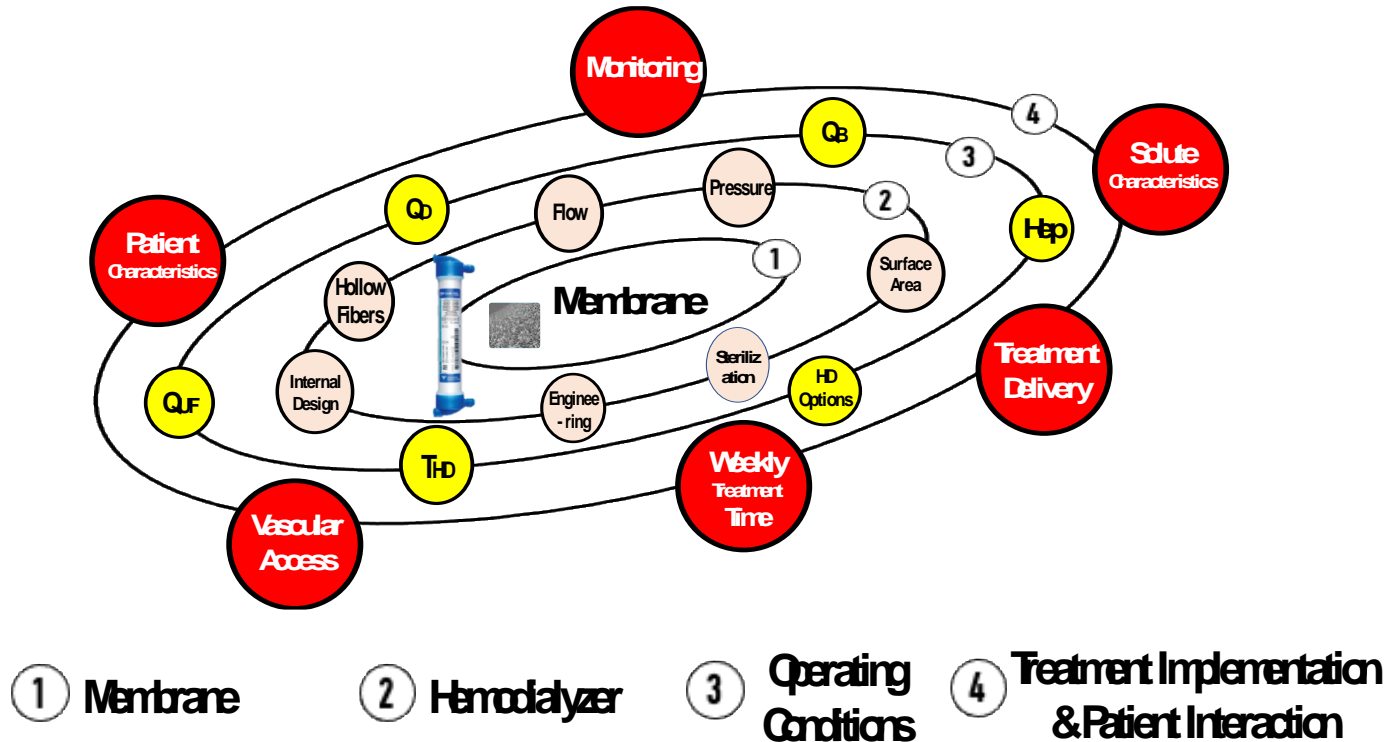 Monitoring
4
QB
3
Solute
Characteristics
Pressure
2
QD
Flow
Hep
Patient
Characteristics
1
Surface
Area
Hollow
Fibers
Membrane
Treatment
Delivery
Steriliz
ation
HD
Options
Internal
Design
QUF
Enginee
- ring
THD
Weekly
Treatment
Time
Vascular
Access
1 Membrane
2 Hemodialyzer
3 Operating
Conditions
4 Treatment Implementation
& Patient Interaction